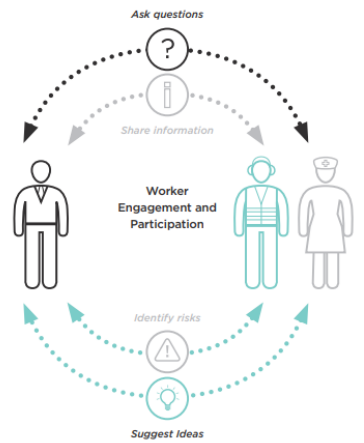 Ask questions
?
i
Share information
Worker
Engagement and
Participation
Identify risks
!
Suggest Ideas